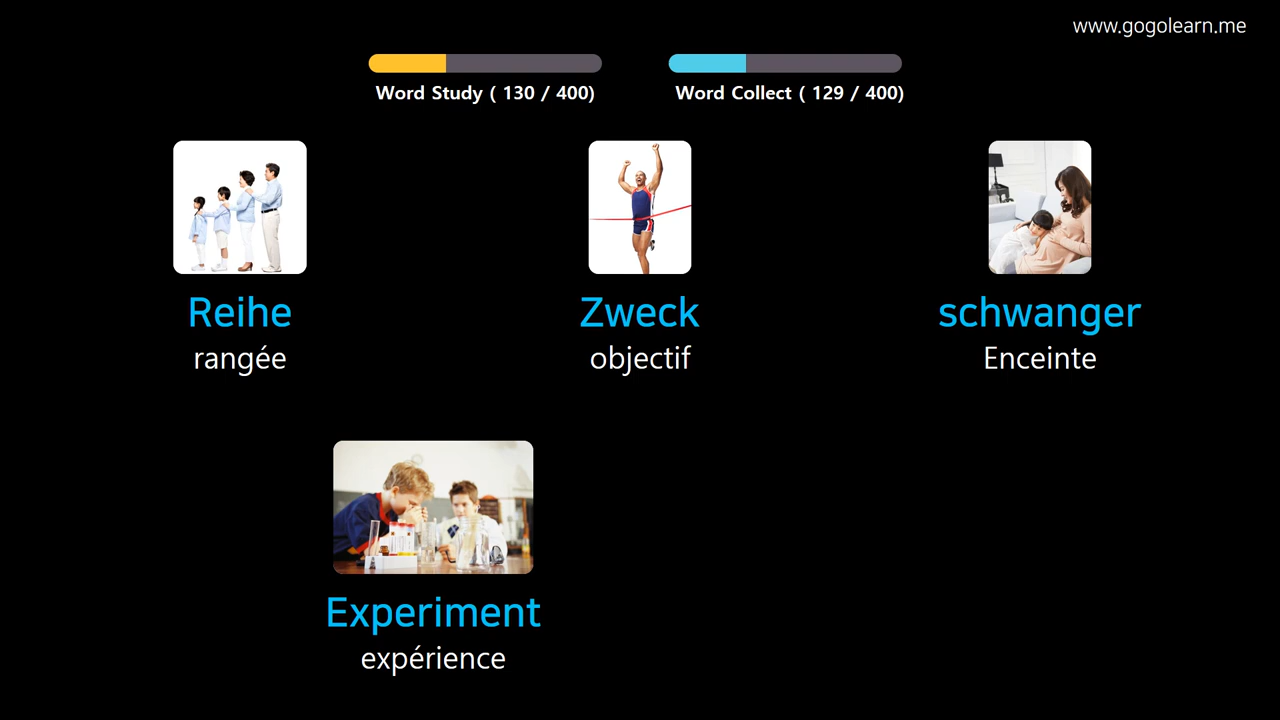 www.gogolearn.me
Word Study ( 130 / 400)
Word Collect ( 129 / 400)
Reihe
rangée
Zweck
objectif
schwanger
Enceinte
Experiment
expérience